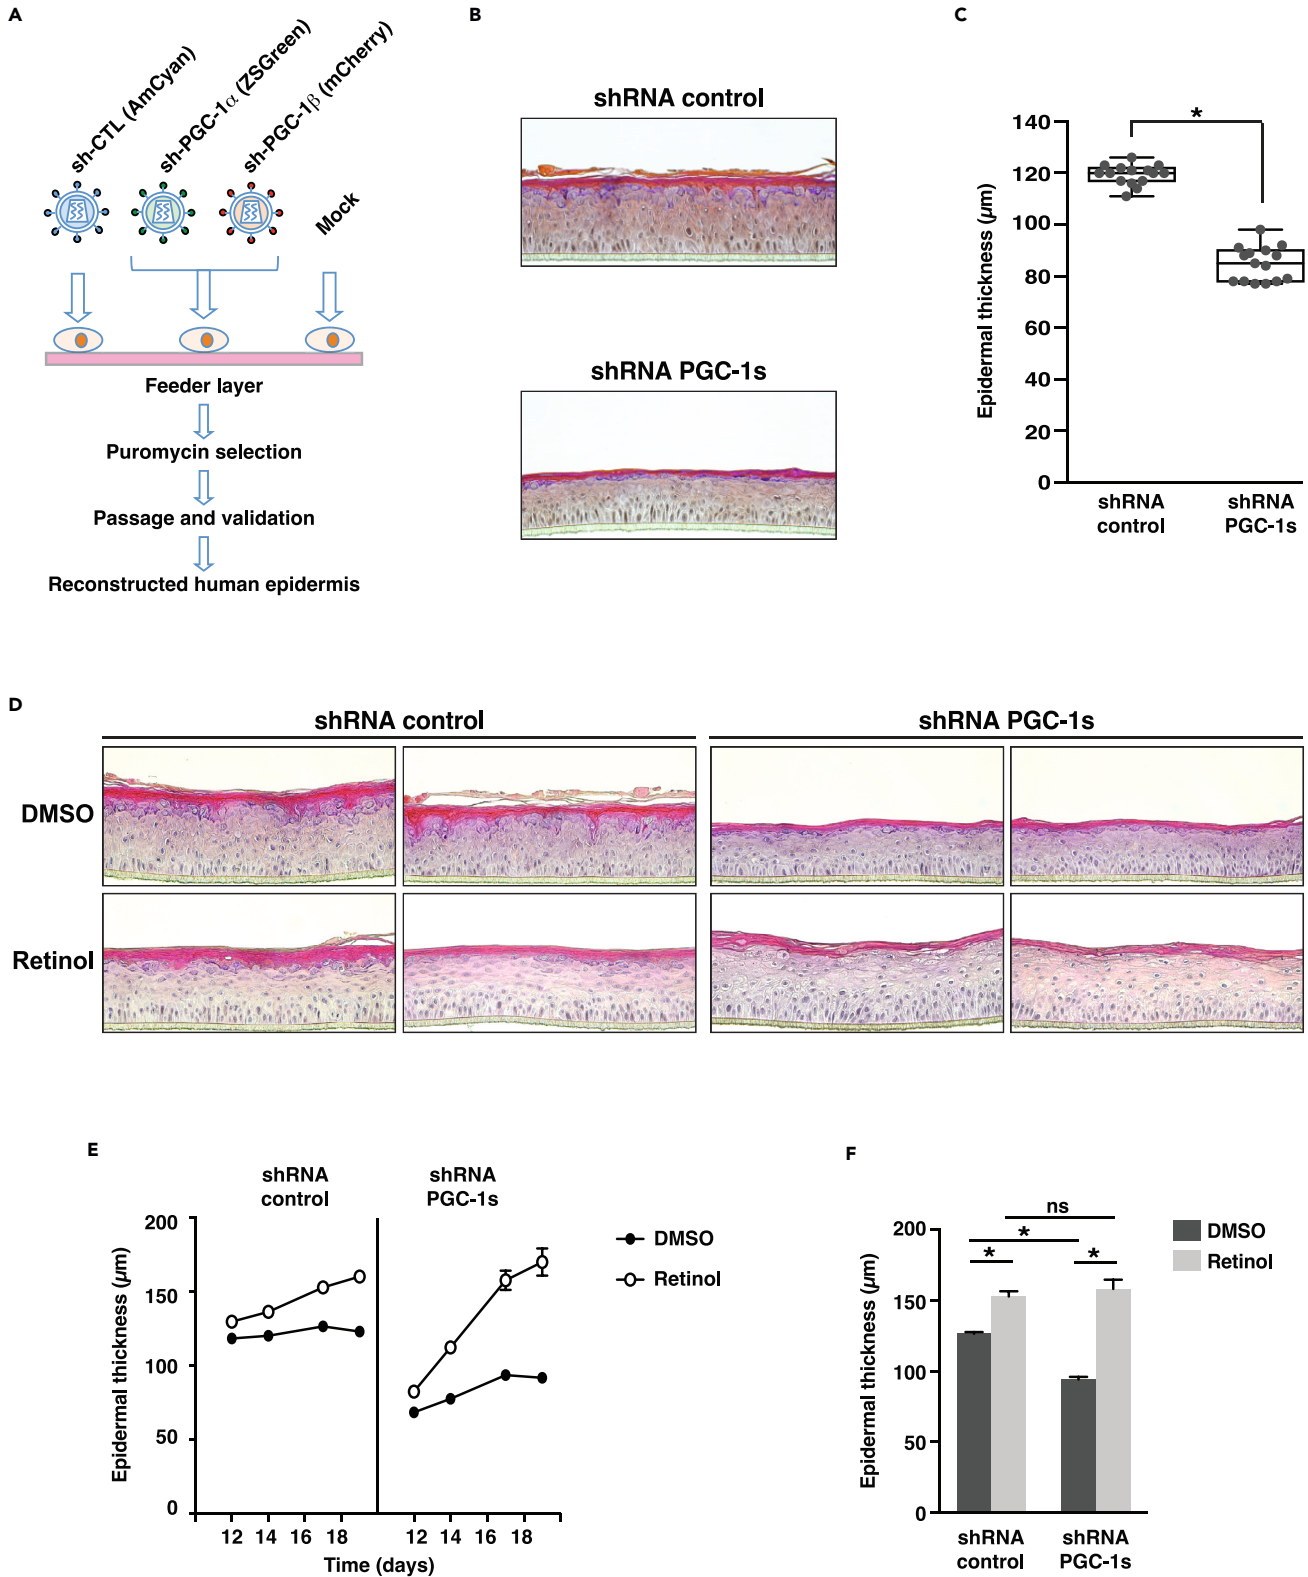 A
sh-CTL (AmCyan)
sh-PGC-1α (ZSGreen)
sh-PGC-1β (mCherry)
Mock
Feeder layer
Puromycin selection
Passage and validation
Reconstructed human epidermis
B
shRNA control
shRNA PGC-1s
C
Epidermal thickness (µm)
140
120
100
80
60
40
20
0
*
shRNA
control
shRNA
PGC-1s
D
shRNA control
shRNA PGC-1s
DMSO
Retinol
E
shRNA
control
shRNA
PGC-1s
Epidermal thickness (µm)
200
150
100
50
0
12 14 16 18
12 14 16 18
Time (days)
DMSO
Retinol
F
Epidermal thickness (µm)
200
150
100
50
0
ns
*
*
*
DMSO
Retinol
shRNA
control
shRNA
PGC-1s